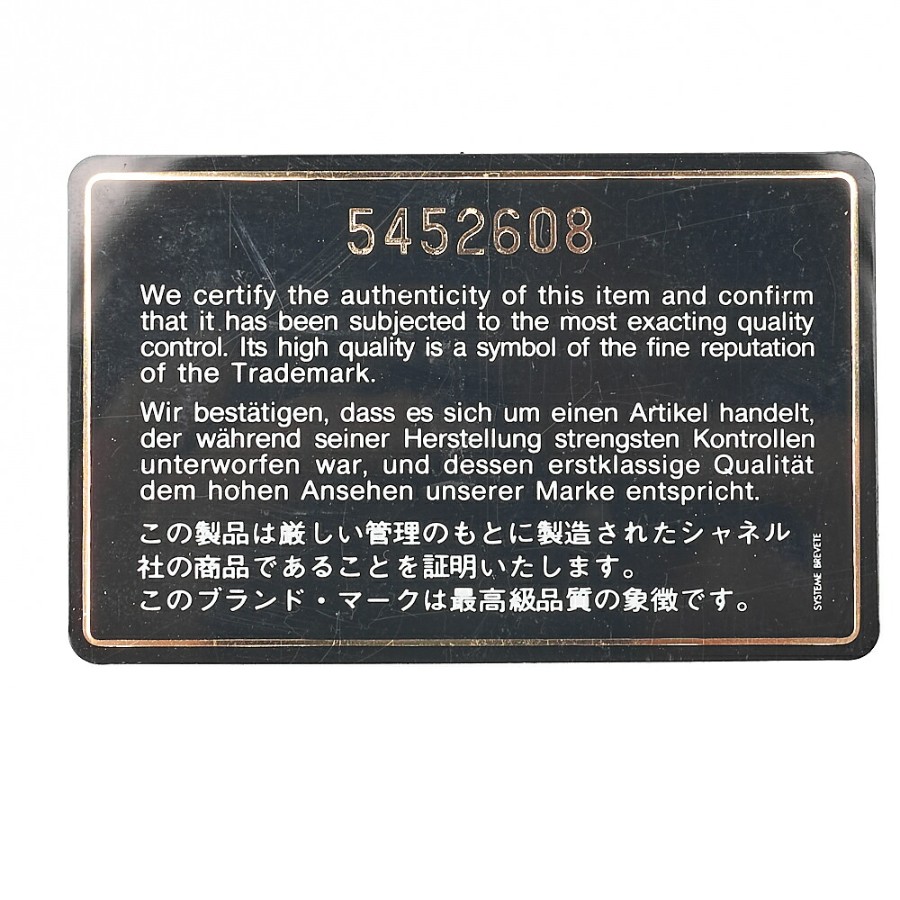 5452608
We certify the authenticity of this item and confirm
that it has been subjected to the most exacting quality
control. Its high quality is a symbol of the fine reputation
of the Trademark.
Wir bestätigen, dass es sich um einen Artikel handelt,
der während seiner Herstellung strengsten Kontrollen
unterworfen war, und dessen erstklassige Qualität
dem hohen Ansehen unserer Marke entspricht.
この製品は厳しい管理のもとに製造されたシャネル
社の商品であることを証明いたします。
このブランド・マークは最高級品質の象徴です。
SYSTEME BREVETE